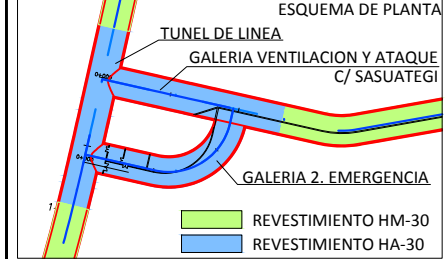 ESQUEMA DE PLANTA
TUNEL DE LINEA
GALERIA VENTILACION Y ATAQUE
C/ SASUATEGI
GALERIA 2. EMERGENCIA
1
REVESTIMIENTO HM-30
REVESTIMIENTO HA-30